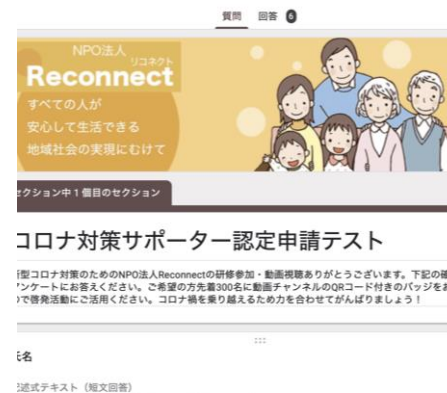 質問 回答 6
NPO法人
リコネクト
Reconnect
すべての人が
安心して生活できる
地域社会の実現にむけて
セクション中 1 個目のセクション
コロナ対策サポーター認定申請テスト
型コロナ対策のためのNPO法人Reconnectの研修参加・動画視聴ありがとうございます。下記の確
アンケートにお答えください。ご希望の方先着300名に動画チャンネルのQRコード付きのバッジをお
ので啓発活動にご活用ください。コロナ禍を乗り越えるため力を合わせてがんばりましょう！
氏名
記述式テキスト（短文回答）